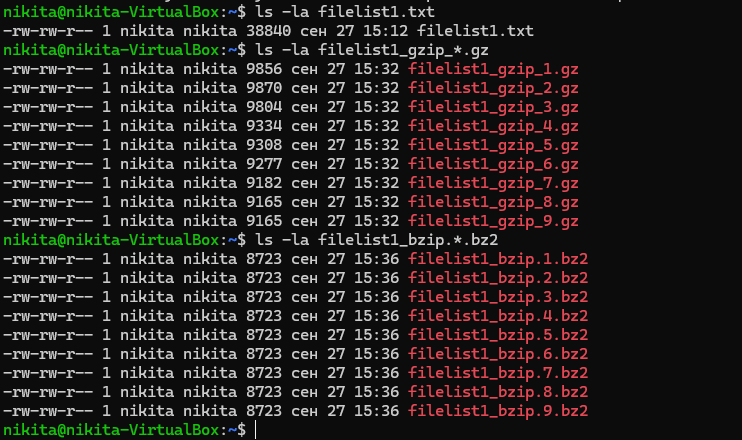 nikita@nikita-VirtualBox:~$ ls -la filelist1.txt
-rw-rw-r-- 1 nikita nikita 38840 сен 27 15:12 filelist1.txt
nikita@nikita-VirtualBox:~$ ls -la filelist1_gzip_*.gz
-rw-rw-r-- 1 nikita nikita 9856 сен 27 15:32 filelist1_gzip_1.gz
-rw-rw-r-- 1 nikita nikita 9870 сен 27 15:32 filelist1_gzip_2.gz
-rw-rw-r-- 1 nikita nikita 9804 сен 27 15:32 filelist1_gzip_3.gz
-rw-rw-r-- 1 nikita nikita 9334 сен 27 15:32 filelist1_gzip_4.gz
-rw-rw-r-- 1 nikita nikita 9308 сен 27 15:32 filelist1_gzip_5.gz
-rw-rw-r-- 1 nikita nikita 9277 сен 27 15:32 filelist1_gzip_6.gz
-rw-rw-r-- 1 nikita nikita 9182 сен 27 15:32 filelist1_gzip_7.gz
-rw-rw-r-- 1 nikita nikita 9165 сен 27 15:32 filelist1_gzip_8.gz
-rw-rw-r-- 1 nikita nikita 9165 сен 27 15:32 filelist1_gzip_9.gz
nikita@nikita-VirtualBox:~$ ls -la filelist1_bzip.*.bz2
-rw-rw-r-- 1 nikita nikita 8723 сен 27 15:36 filelist1_bzip.1.bz2
-rw-rw-r-- 1 nikita nikita 8723 сен 27 15:36 filelist1_bzip.2.bz2
-rw-rw-r-- 1 nikita nikita 8723 сен 27 15:36 filelist1_bzip.3.bz2
-rw-rw-r-- 1 nikita nikita 8723 сен 27 15:36 filelist1_bzip.4.bz2
-rw-rw-r-- 1 nikita nikita 8723 сен 27 15:36 filelist1_bzip.5.bz2
-rw-rw-r-- 1 nikita nikita 8723 сен 27 15:36 filelist1_bzip.6.bz2
-rw-rw-r-- 1 nikita nikita 8723 сен 27 15:36 filelist1_bzip.7.bz2
-rw-rw-r-- 1 nikita nikita 8723 сен 27 15:36 filelist1_bzip.8.bz2
-rw-rw-r-- 1 nikita nikita 8723 сен 27 15:36 filelist1_bzip.9.bz2
nikita@nikita-VirtualBox:~$